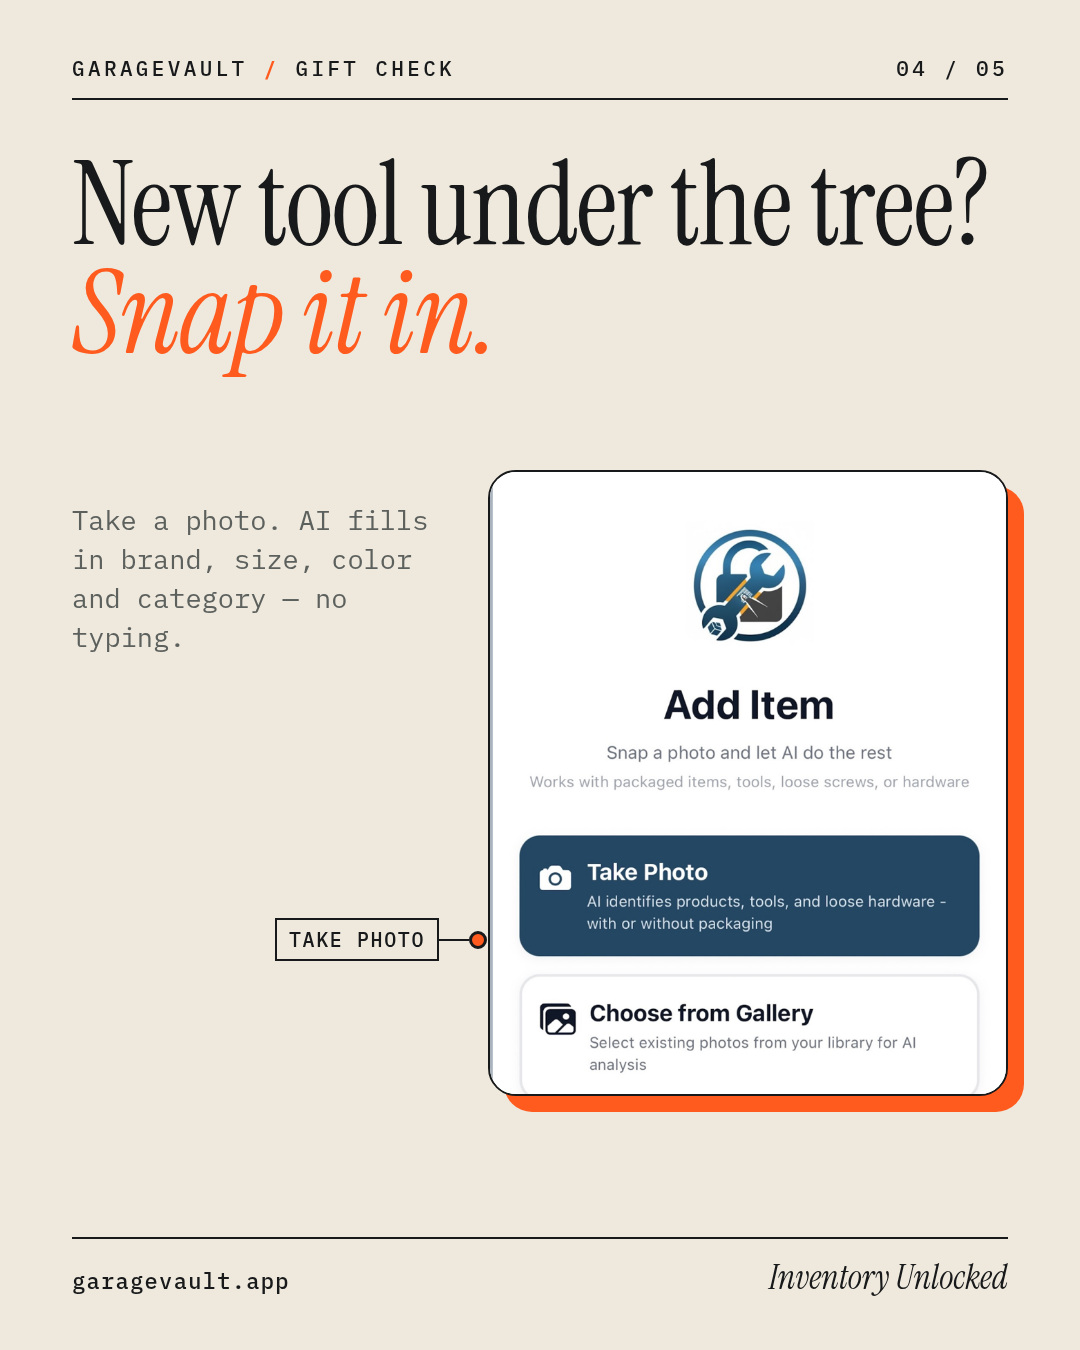 GARAGEVAULT / GIFT CHECK
04 / 05
New tool under the tree?
Snap it in.
Take a photo. AI fills
in brand, size, color
and category — no
typing.
Add Item
Snap a photo and let AI do the rest
Works with packaged items, tools, loose screws, or hardware
Take Photo
AI identifies products, tools, and loose hardware -
with or without packaging
TAKE PHOTO
Choose from Gallery
Select existing photos from your library for AI
analysis
garagevault.app
Inventory Unlocked